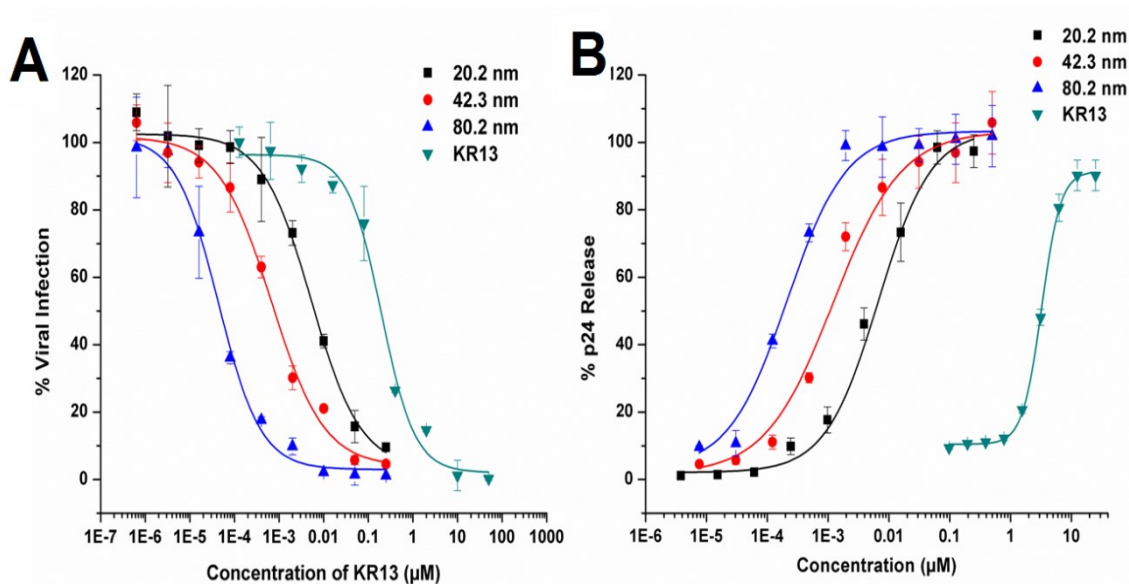 A
20.2 nm
42.3 nm
80.2 nm
KR13
120
100
80
60
40
20
0
% Viral Infection
1E-7 1E-6 1E-5 1E-4 1E-3 0.01 0.1 1 10 100 1000
Concentration of KR13 (µM)
B
20.2 nm
42.3 nm
80.2 nm
KR13
120
100
80
60
40
20
0
% p24 Release
1E-6 1E-5 1E-4 1E-3 0.01 0.1 1 10
Concentration (µM)